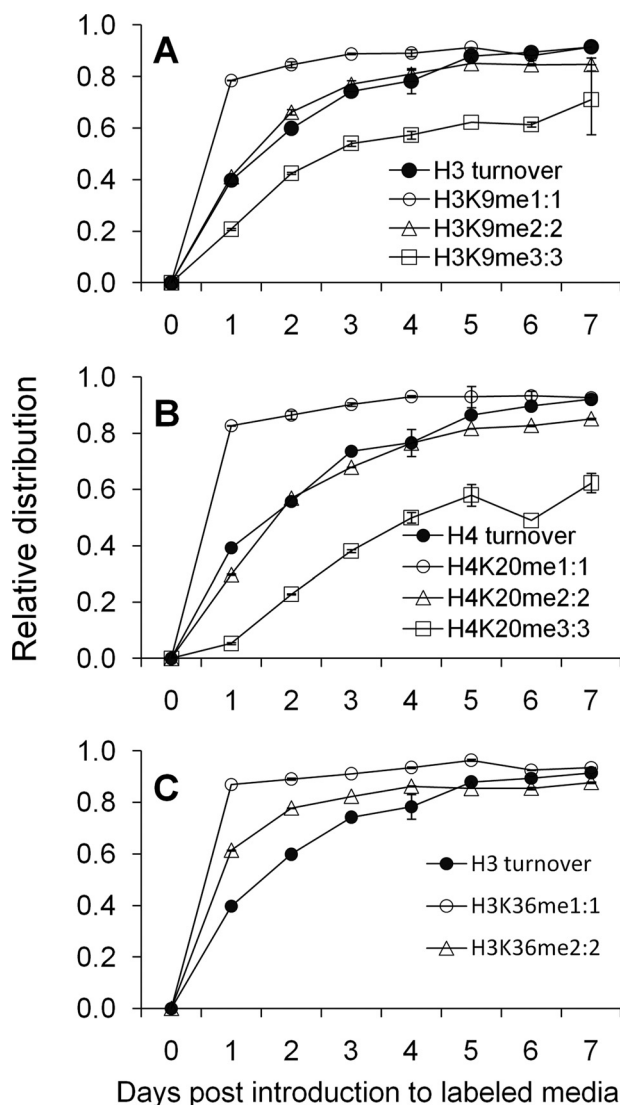 Relative distribution
A
1.0
0.8
0.6
0.4
0.2
0.0
H3 turnover
H3K9me1:1
H3K9me2:2
H3K9me3:3
0 1 2 3 4 5 6 7
B
1.0
0.8
0.6
0.4
0.2
0.0
H4 turnover
H4K20me1:1
H4K20me2:2
H4K20me3:3
0 1 2 3 4 5 6 7
C
1.0
0.8
0.6
0.4
0.2
0.0
H3 turnover
H3K36me1:1
H3K36me2:2
0 1 2 3 4 5 6 7
Days post introduction to labeled media